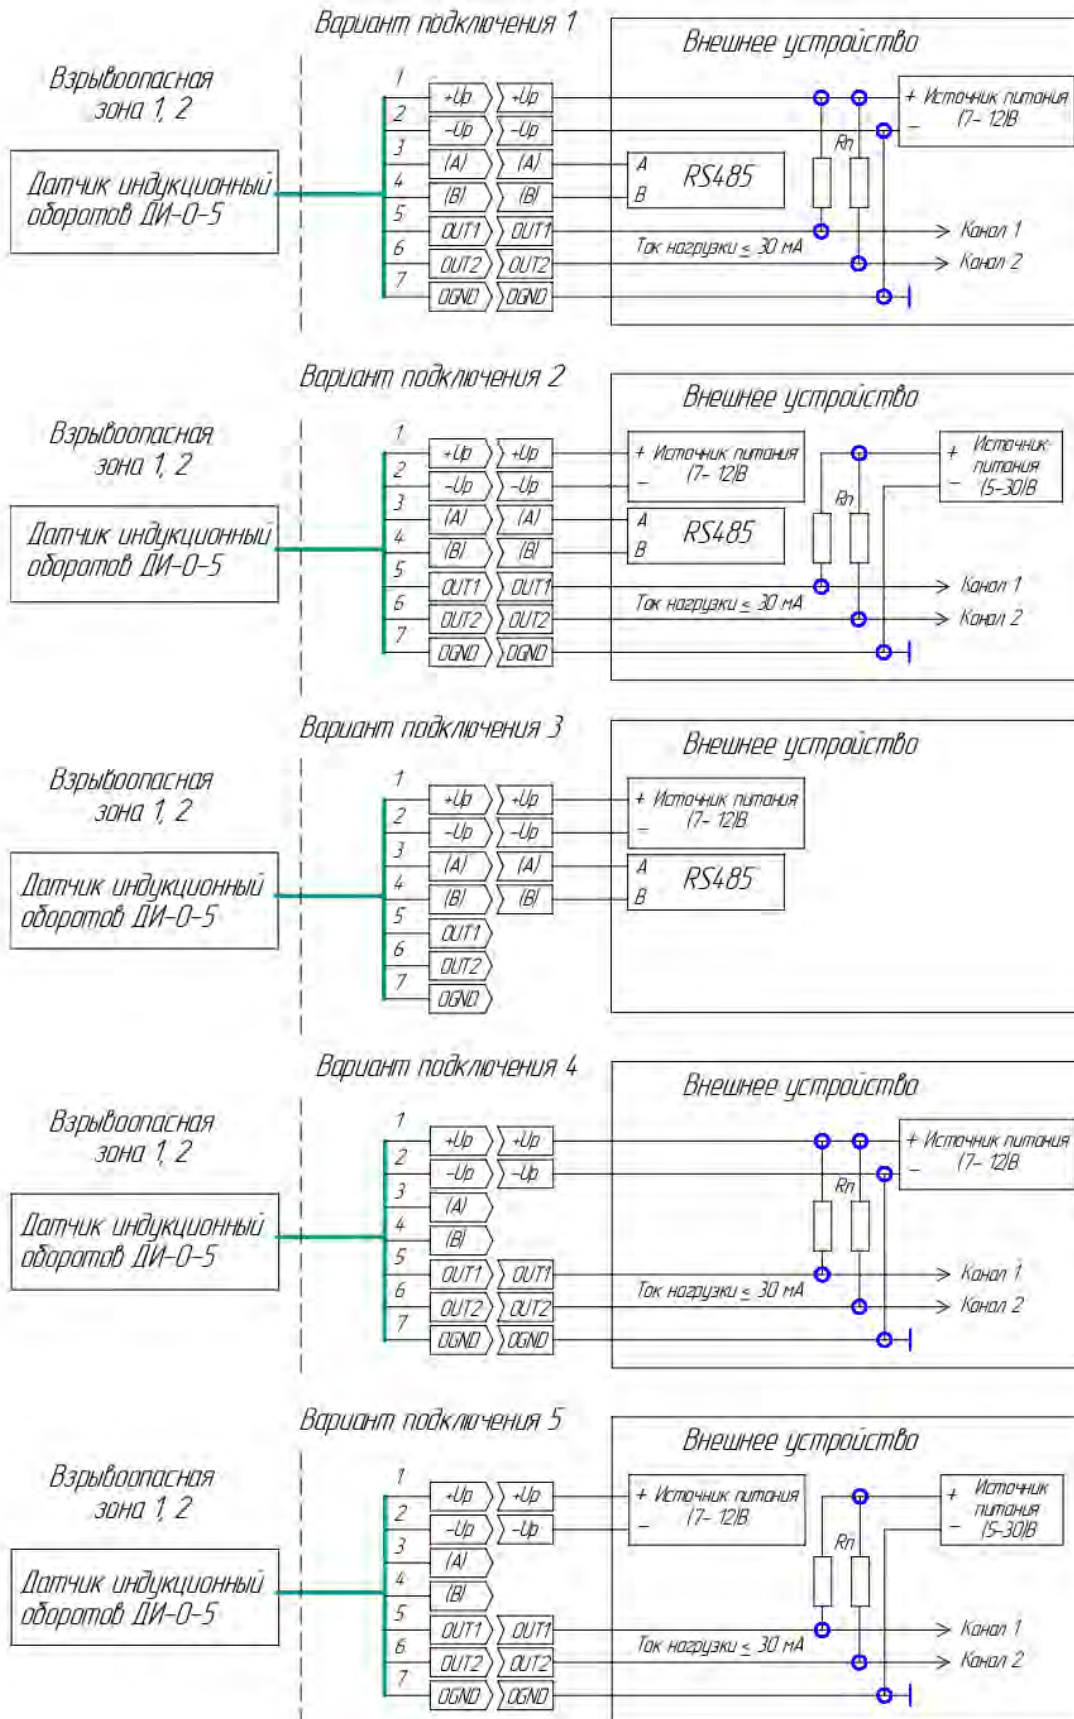 Вариант подключения 1
Внешнее устройство
Взрывоопасная
зона 1, 2
Датчик индукционный
оборотов ДИ-О-5
1
+Up +Up
2
-Up -Up
3
(A) (A)
4
(B) (B)
5
OUT1 OUT1
6
OUT2 OUT2
7
OGND OGND
+ Источник питания
(7- 12)В
-
Rn
A
RS485
B
Ток нагрузки ≤ 30 мА
Канал 1
Канал 2
Вариант подключения 2
Внешнее устройство
Взрывоопасная
зона 1, 2
Датчик индукционный
оборотов ДИ-О-5
1
+Up +Up
2
-Up -Up
3
(A) (A)
4
(B) (B)
5
OUT1 OUT1
6
OUT2 OUT2
7
OGND OGND
+ Источник питания
(7- 12)В
-
A
RS485
B
Rn
+ Источник
питания
- (5-30)В
Ток нагрузки ≤ 30 мА
Канал 1
Канал 2
Вариант подключения 3
Внешнее устройство
Взрывоопасная
зона 1, 2
Датчик индукционный
оборотов ДИ-О-5
1
+Up +Up
2
-Up -Up
3
(A) (A)
4
(B) (B)
5
OUT1
6
OUT2
7
OGND
+ Источник питания
(7- 12)В
-
A
RS485
B
Вариант подключения 4
Внешнее устройство
Взрывоопасная
зона 1, 2
Датчик индукционный
оборотов ДИ-О-5
1
+Up +Up
2
-Up -Up
3
(A)
4
(B)
5
OUT1 OUT1
6
OUT2 OUT2
7
OGND OGND
+ Источник питания
(7- 12)В
-
Rn
Ток нагрузки ≤ 30 мА
Канал 1
Канал 2
Вариант подключения 5
Внешнее устройство
Взрывоопасная
зона 1, 2
Датчик индукционный
оборотов ДИ-О-5
1
+Up +Up
2
-Up -Up
3
(A)
4
(B)
5
OUT1 OUT1
6
OUT2 OUT2
7
OGND OGND
+ Источник питания
(7- 12)В
-
Rn
+ Источник
питания
- (5-30)В
Ток нагрузки ≤ 30 мА
Канал 1
Канал 2